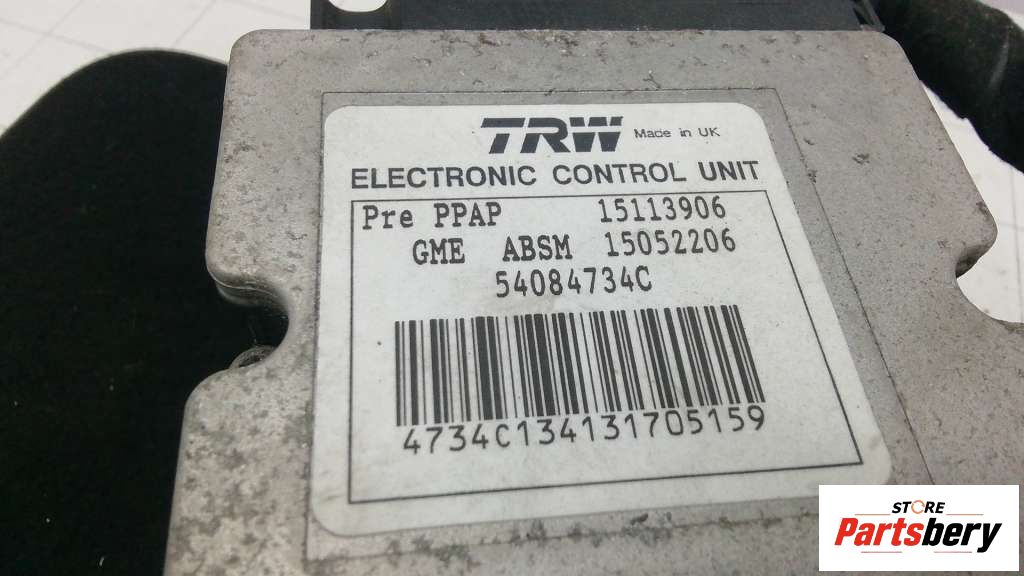 TRW Made in UK
ELECTRONIC CONTROL UNIT
Pre PPAP 15113906
GME ABSM 15052206
54084734C
4734C134131705159
STORE
Partsbery